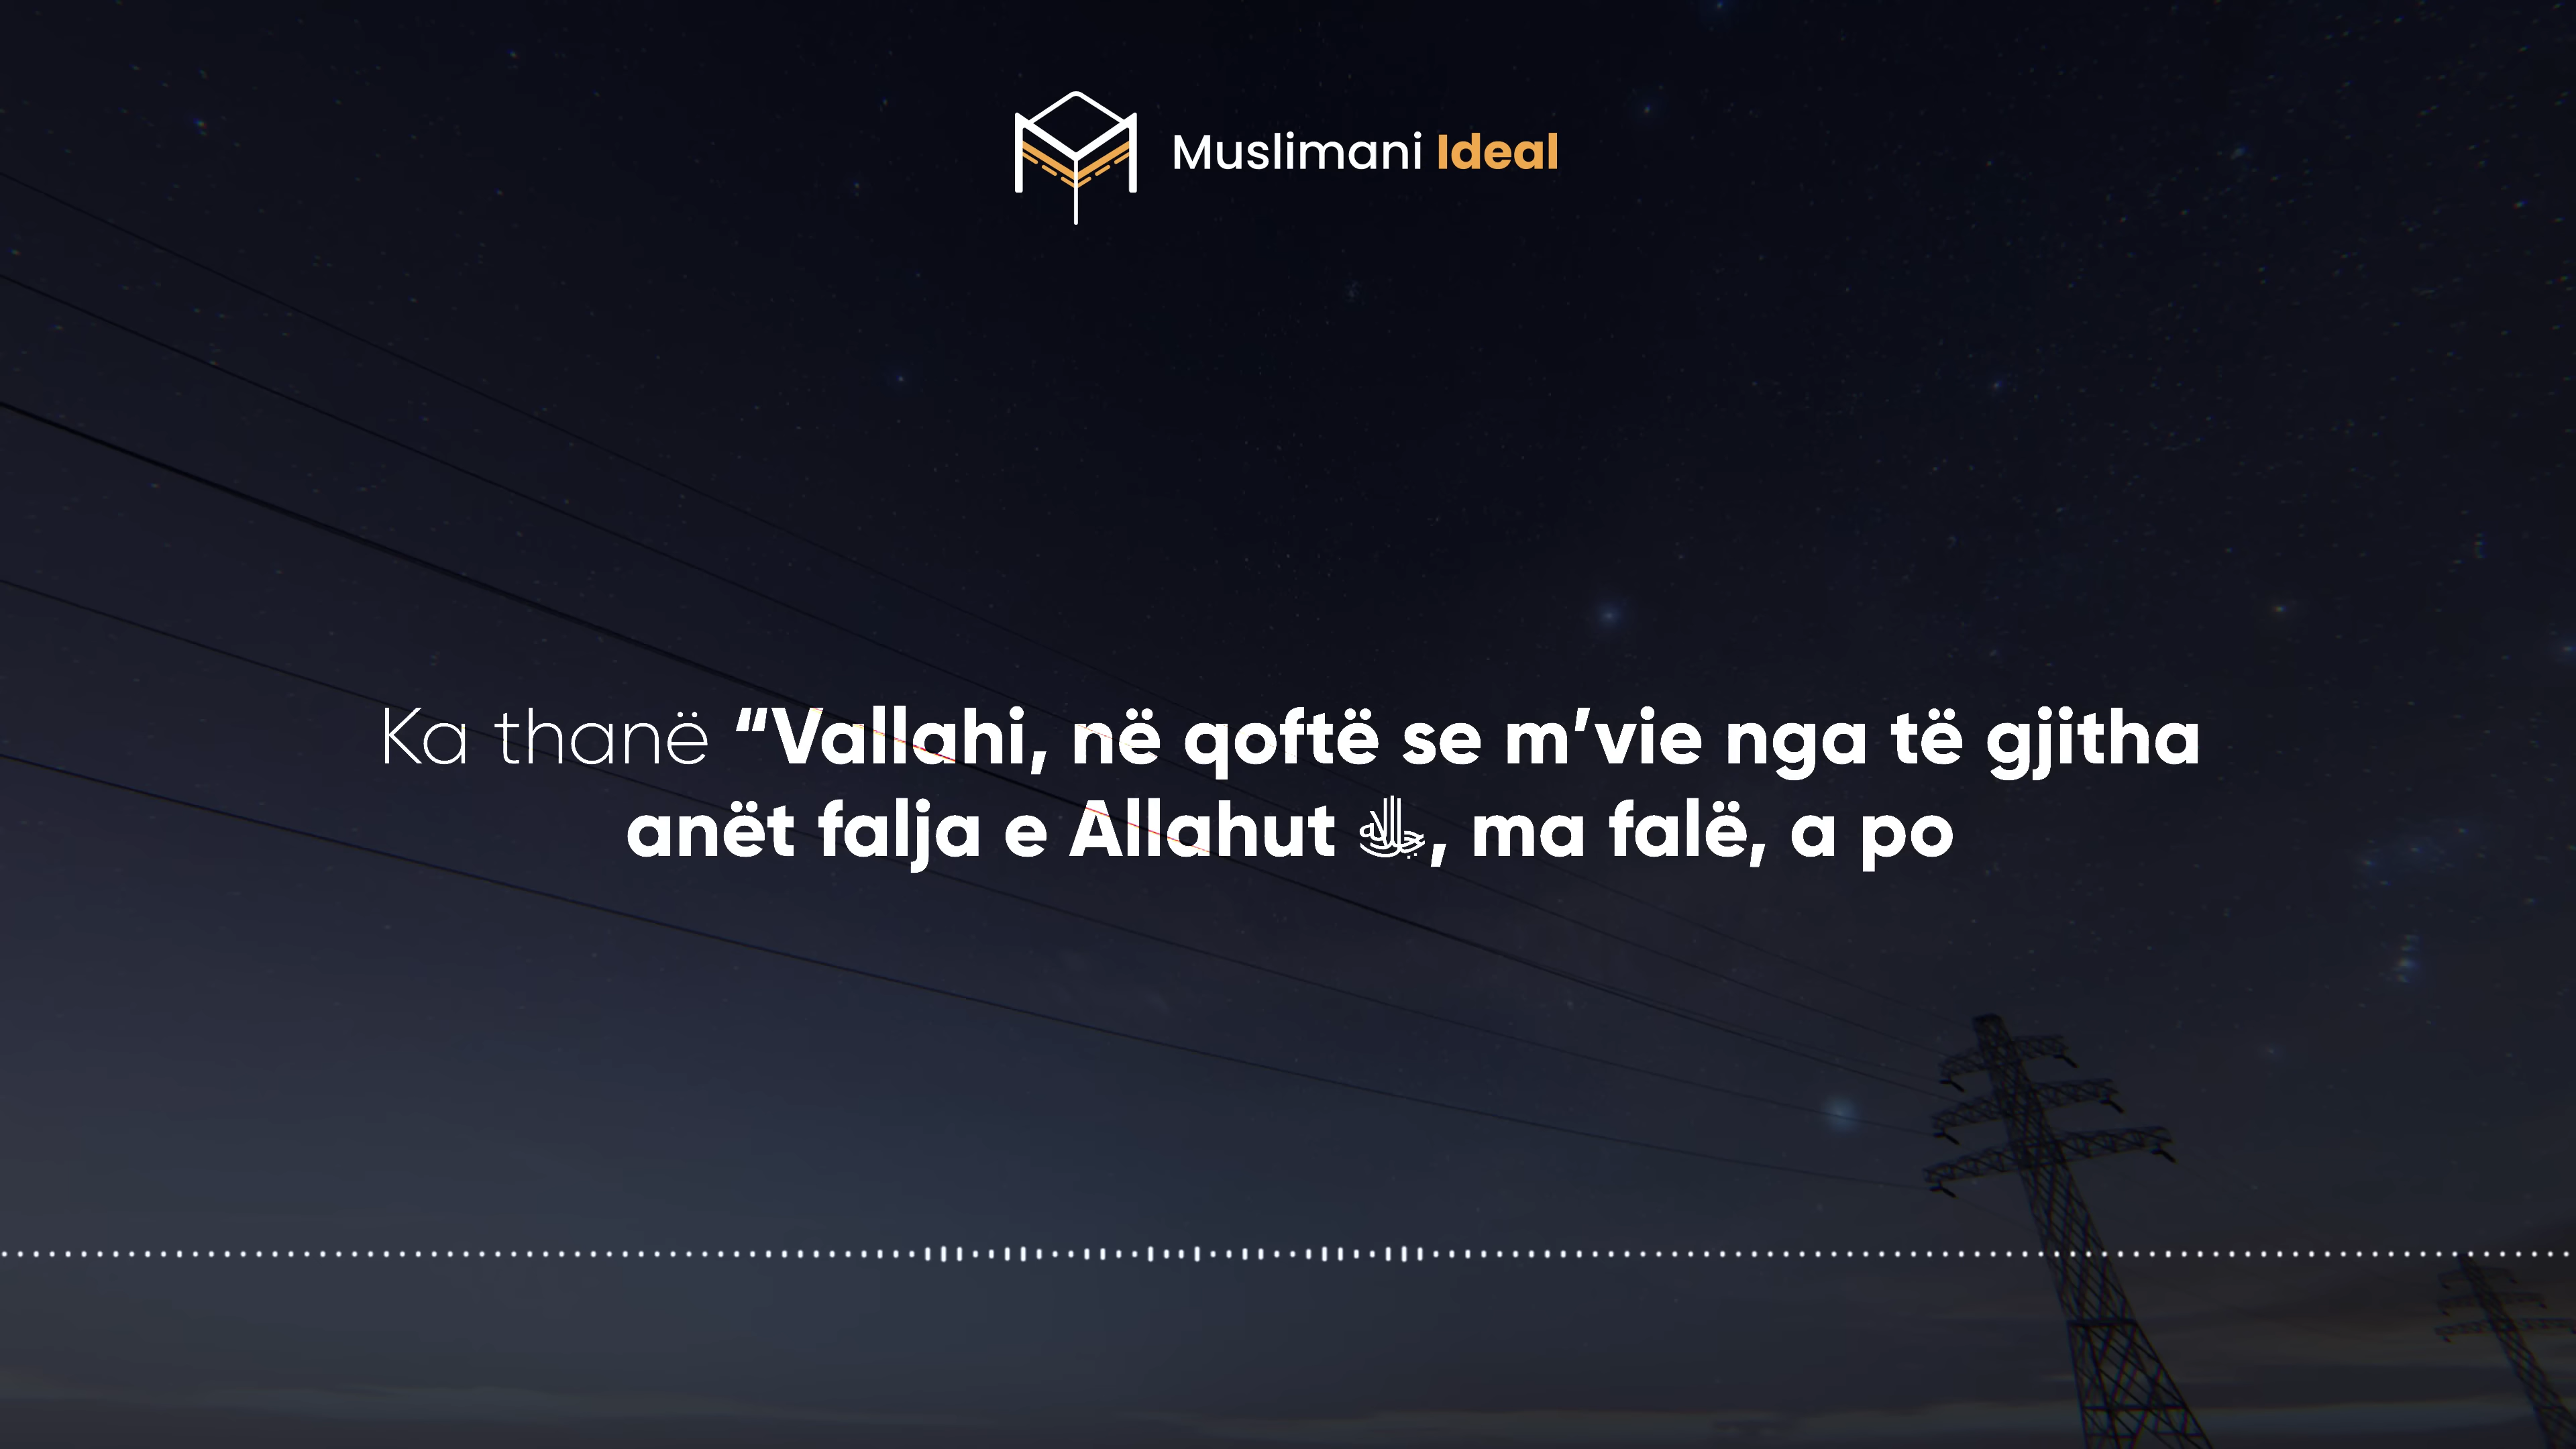 Muslimani Ideal
Ka thanë “Vallahi, në qoftë se m’vie nga të gjitha
anët falja e Allahut ﷻ, ma falë, a po